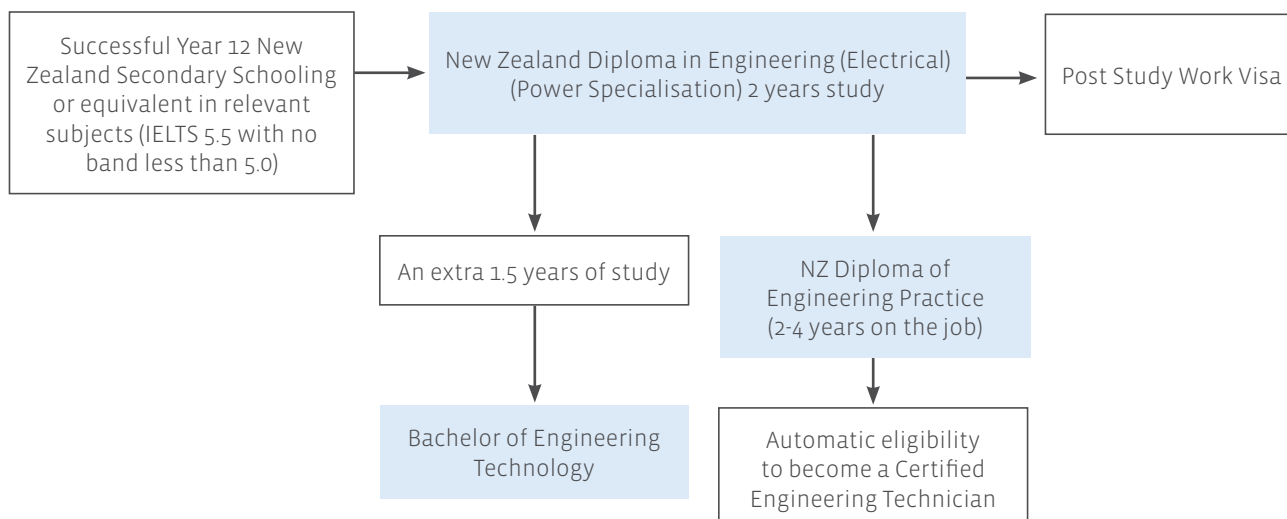 Successful Year 12 New
Zealand Secondary Schooling
or equivalent in relevant
subjects (IELTS 5.5 with no
band less than 5.0)
New Zealand Diploma in Engineering (Electrical)
(Power Specialisation) 2 years study
Post Study Work Visa
An extra 1.5 years of study
NZ Diploma of
Engineering Practice
(2-4 years on the job)
Bachelor of Engineering
Technology
Automatic eligibility
to become a Certified
Engineering Technician